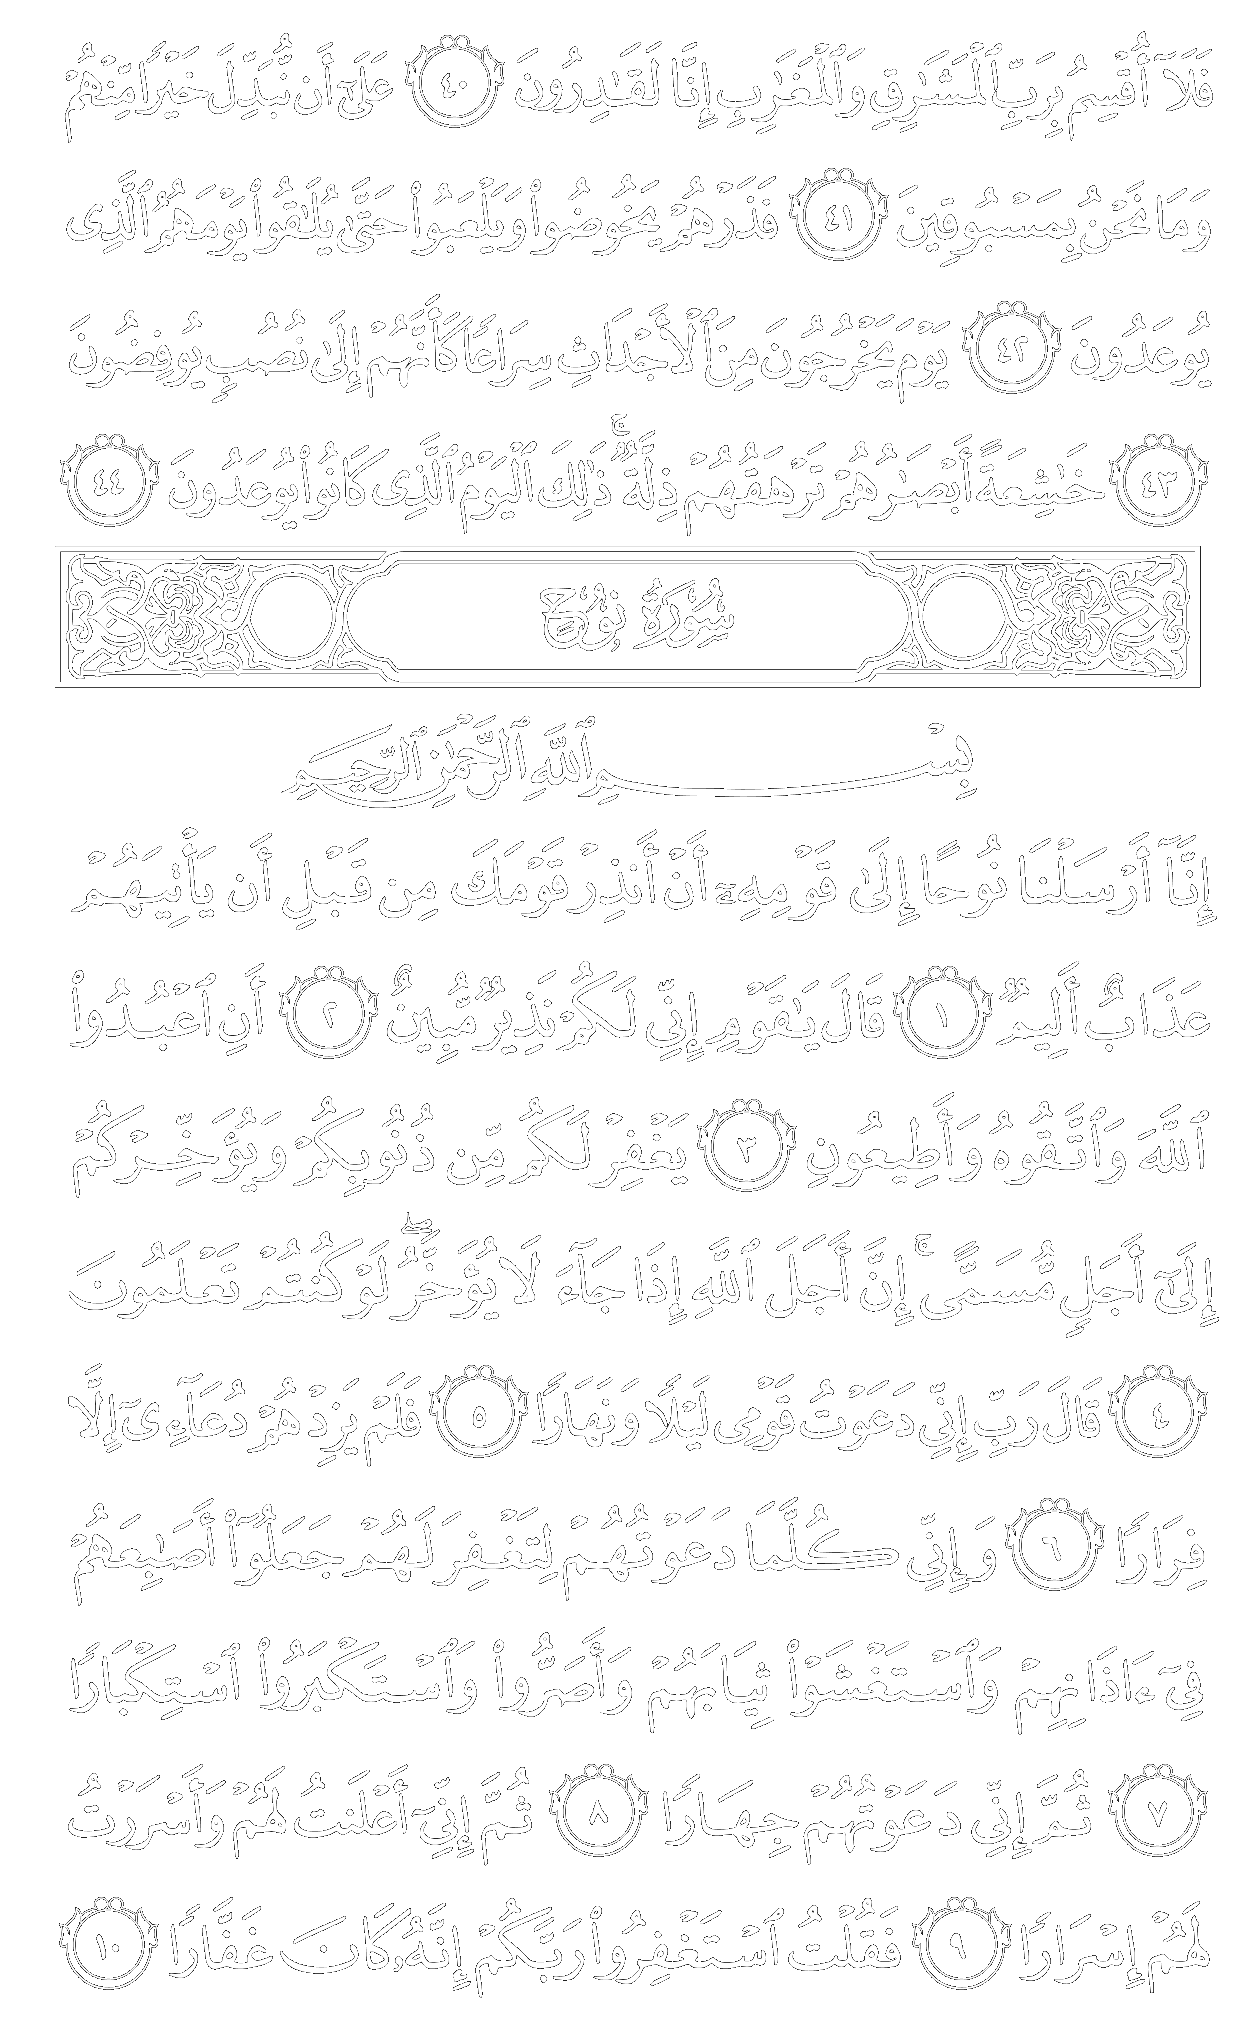 فَلَآ أُقْسِمُ بِرَبِّ ٱلْمَشَـٰرِقِ وَٱلْمَغَـٰرِبِ إِنَّا لَقَـٰدِرُونَ ٤٠ عَلَىٰٓ أَن نُّبَدِّلَ خَيْرًا مِّنْهُمْ
وَمَا نَحْنُ بِمَسْبُوقِينَ ٤١ فَذَرْهُمْ يَخُوضُوا۟ وَيَلْعَبُوا۟ حَتَّىٰ يُلَـٰقُوا۟ يَوْمَهُمُ ٱلَّذِى
يُوعَدُونَ ٤٢ يَوْمَ يَخْرُجُونَ مِنَ ٱلْأَجْدَاثِ سِرَاعًا كَأَنَّهُمْ إِلَىٰ نُصُبٍ يُوفِضُونَ
٤٣ خَـٰشِعَةً أَبْصَـٰرُهُمْ تَرْهَقُهُمْ ذِلَّةٌ ۚ ذَٰلِكَ ٱلْيَوْمُ ٱلَّذِى كَانُوا۟ يُوعَدُونَ ٤٤
سُورَةُ نُوحٍ
بِسْمِ ٱللَّهِ ٱلرَّحْمَـٰنِ ٱلرَّحِيمِ
إِنَّآ أَرْسَلْنَا نُوحًا إِلَىٰ قَوْمِهِۦٓ أَنْ أَنذِرْ قَوْمَكَ مِن قَبْلِ أَن يَأْتِيَهُمْ
عَذَابٌ أَلِيمٌ ١ قَالَ يَـٰقَوْمِ إِنِّى لَكُمْ نَذِيرٌ مُّبِينٌ ٢ أَنِ ٱعْبُدُوا۟
ٱللَّهَ وَٱتَّقُوهُ وَأَطِيعُونِ ٣ يَغْفِرْ لَكُم مِّن ذُنُوبِكُمْ وَيُؤَخِّرْكُمْ
إِلَىٰٓ أَجَلٍ مُّسَمًّى ۚ إِنَّ أَجَلَ ٱللَّهِ إِذَا جَآءَ لَا يُؤَخَّرُ ۖ لَوْ كُنتُمْ تَعْلَمُونَ
٤ قَالَ رَبِّ إِنِّى دَعَوْتُ قَوْمِى لَيْلًا وَنَهَارًا ٥ فَلَمْ يَزِدْهُمْ دُعَآءِىٓ إِلَّا
فِرَارًا ٦ وَإِنِّى كُلَّمَا دَعَوْتُهُمْ لِتَغْفِرَ لَهُمْ جَعَلُوٓا۟ أَصَـٰبِعَهُمْ
فِىٓ ءَاذَانِهِمْ وَٱسْتَغْشَوْا۟ ثِيَابَهُمْ وَأَصَرُّوا۟ وَٱسْتَكْبَرُوا۟ ٱسْتِكْبَارًا
٧ ثُمَّ إِنِّى دَعَوْتُهُمْ جِهَارًا ٨ ثُمَّ إِنِّىٓ أَعْلَنتُ لَهُمْ وَأَسْرَرْتُ
لَهُمْ إِسْرَارًا ٩ فَقُلْتُ ٱسْتَغْفِرُوا۟ رَبَّكُمْ إِنَّهُۥ كَانَ غَفَّارًا ١٠